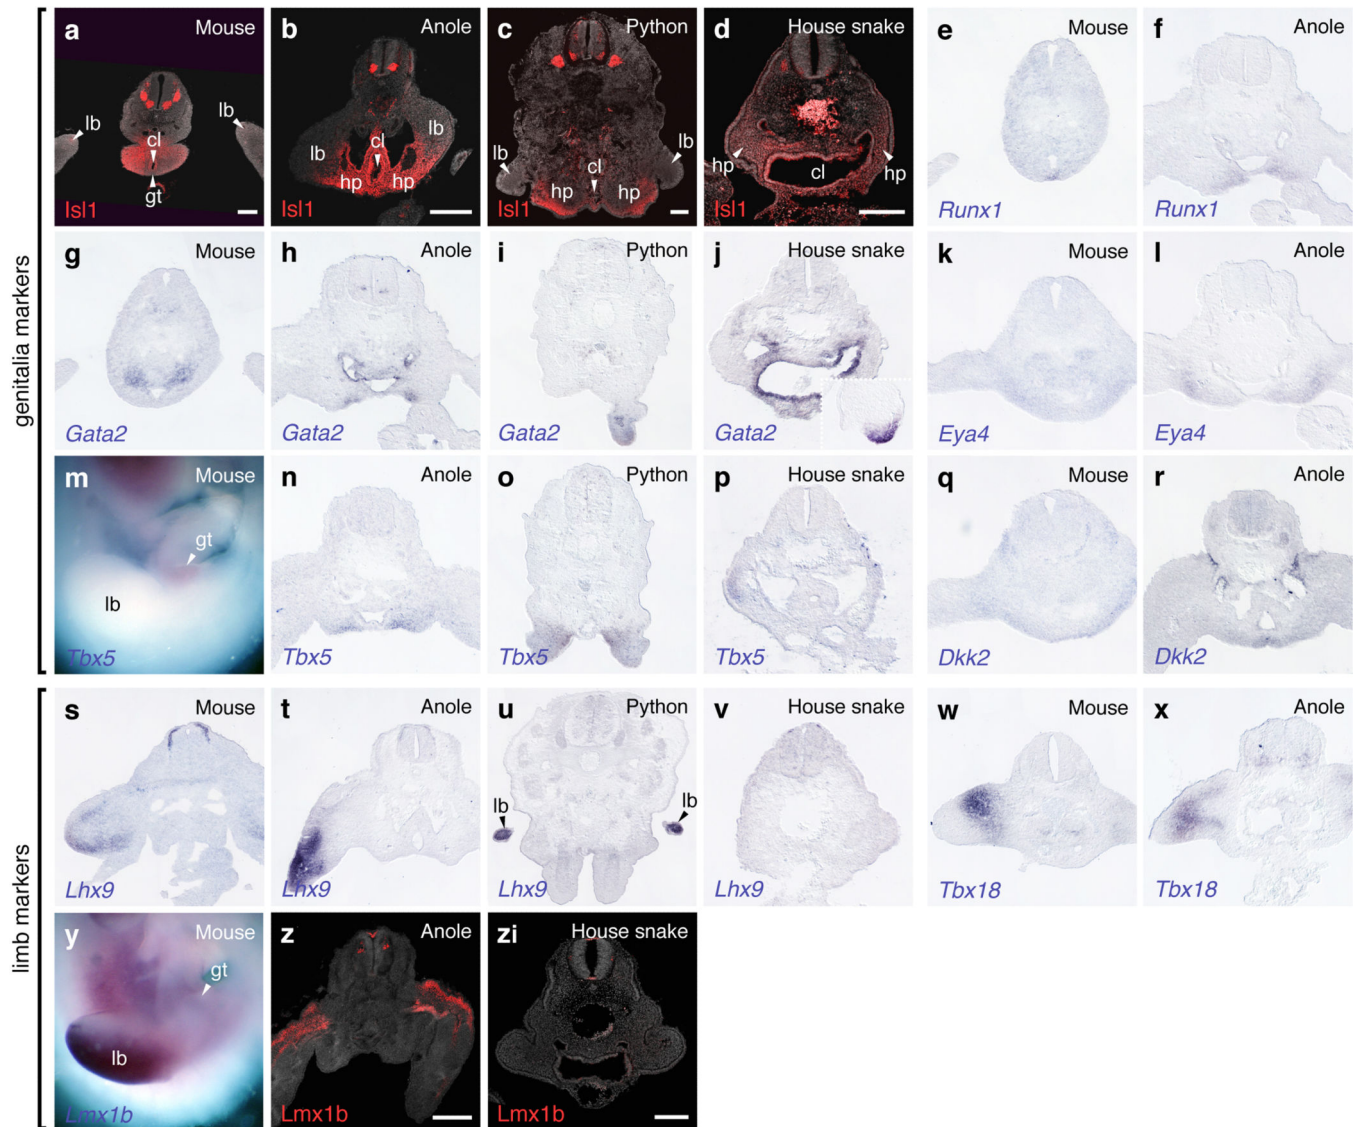 genitalia markers
a Mouse
lb
lb
cl
gt
Isl1
b Anole
lb
cl
lb
hp
hp
Isl1
c Python
lb
lb
cl
hp
hp
Isl1
d House snake
hp
cl
hp
Isl1
e Mouse
Runx1
f Anole
Runx1
g Mouse
Gata2
h Anole
Gata2
i Python
Gata2
j House snake
Gata2
k Mouse
Eya4
l Anole
Eya4
m Mouse
gt
lb
Tbx5
n Anole
Tbx5
o Python
Tbx5
p House snake
Tbx5
q Mouse
Dkk2
r Anole
Dkk2
limb markers
s Mouse
Lhx9
t Anole
Lhx9
u Python
lb
lb
Lhx9
v House snake
Lhx9
w Mouse
Tbx18
x Anole
Tbx18
y Mouse
gt
lb
Lmx1b
z Anole
Lmx1b
zi House snake
Lmx1b